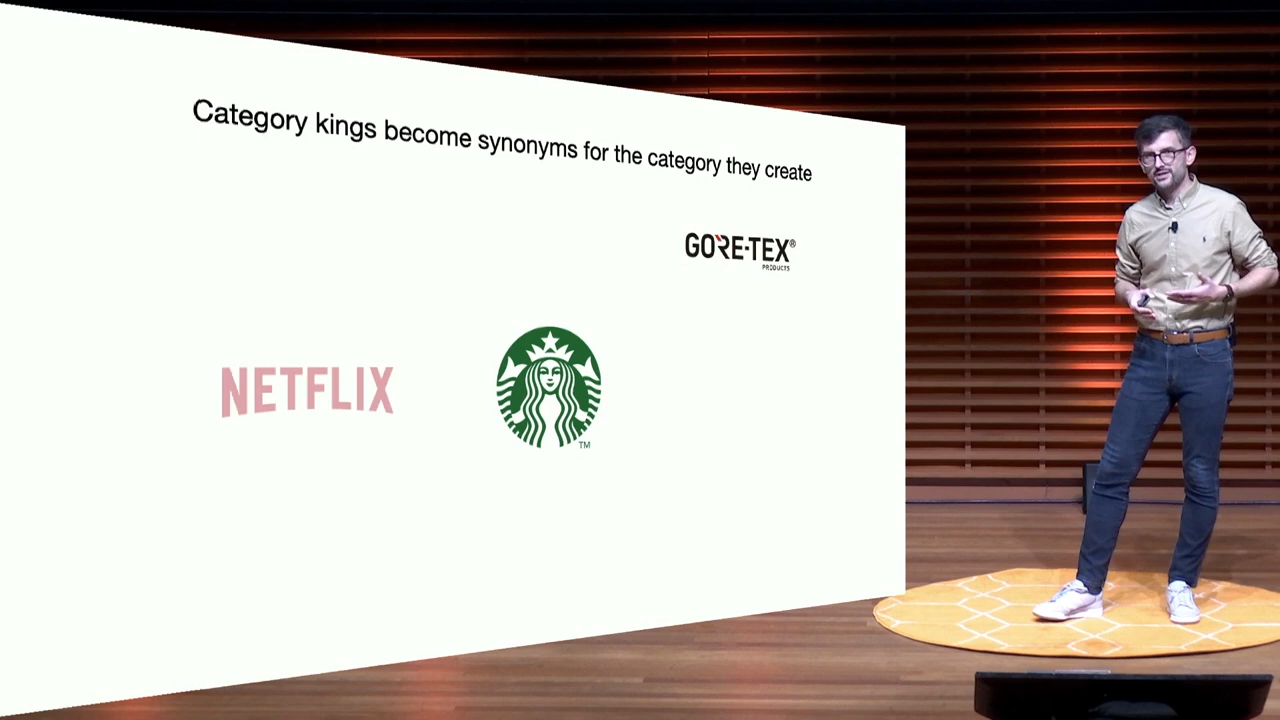 Category kings become synonyms for the category they create
GORE-TEX®
PRODUCTS
NETFLIX
TM